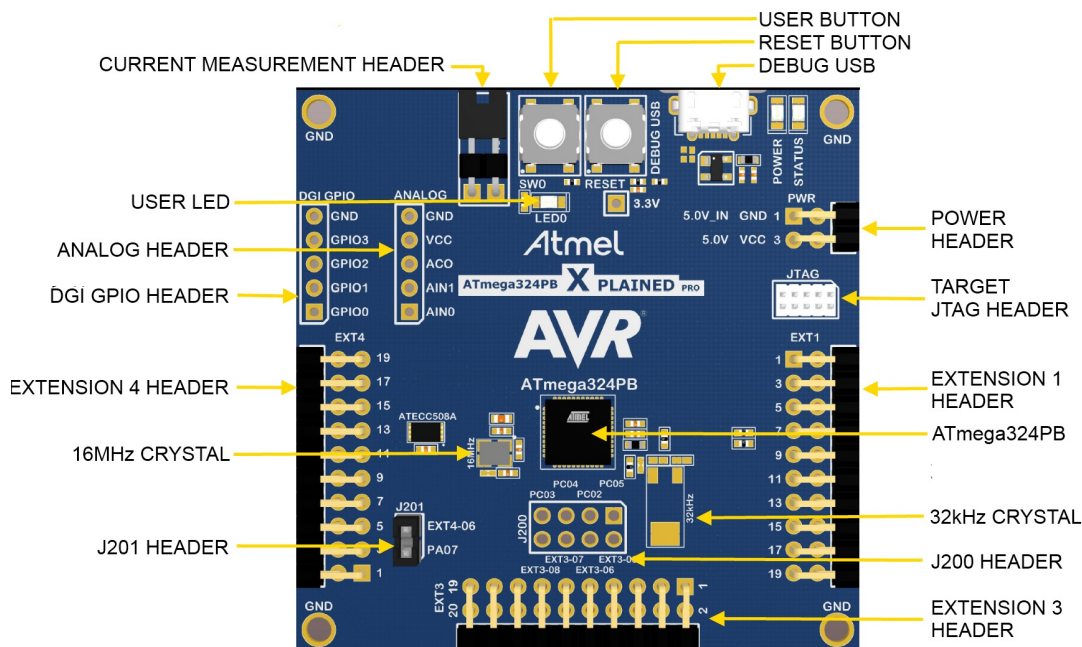 USER BUTTON
RESET BUTTON
DEBUG USB
CURRENT MEASUREMENT HEADER
GND
GND
DEBUG USB
POWER
STATUS
SW0
RESET
3.3V
LED0
USER LED
ANALOG HEADER
DGI GPIO HEADER
DGI GPIO
GND
GPIO3
GPIO2
GPIO1
GPIO0
ANALOG
GND
VCC
ACO
AIN1
AIN0
PWR
5.0V_IN GND 1
5.0V VCC 3
POWER
HEADER
Atmel
ATmega324PB X PLAINED PRO
AVR®
JTAG
TARGET
JTAG HEADER
EXT4
19
17
15
13
11
9
7
5
1
EXTENSION 4 HEADER
EXT1
1
3
5
7
9
11
13
15
17
19
EXTENSION 1
HEADER
ATmega324PB
ATMEL
ATmega324PB
ATECC508A
16MHz
16MHz CRYSTAL
PC04 PC05
PC03 PC02
J200
32kHz
32kHz CRYSTAL
J201
EXT4-06
PA07
J201 HEADER
EXT3-07
EXT3-08 EXT3-06
J200 HEADER
EXT3
19
20
1
2
EXTENSION 3
HEADER
GND
GND